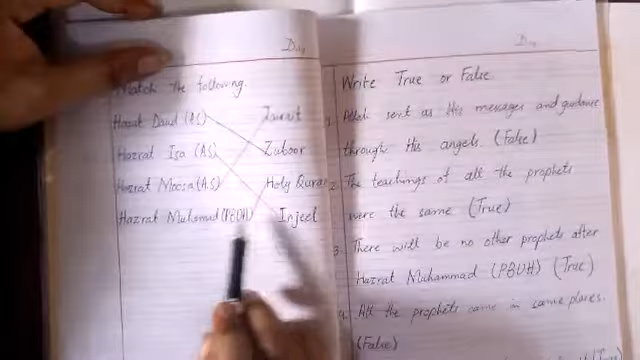 Day
Match the following.
Hazrat Daud (AS) Taurat
Hazrat Isa (AS) Zuboor
Hazrat Moosa (A.S) Holy Quran
Hazrat Muhamad (PBUH) Injeel
Day
Write True or False
1. Allah sent us His messages and guidance
through His angels. (False)
2. The teachings of all the prophets
were the same (True)
3. There will be no other prophets after
Hazrat Muhammad (PBUH) (True)
4. All the prophets came in same places.
(False)